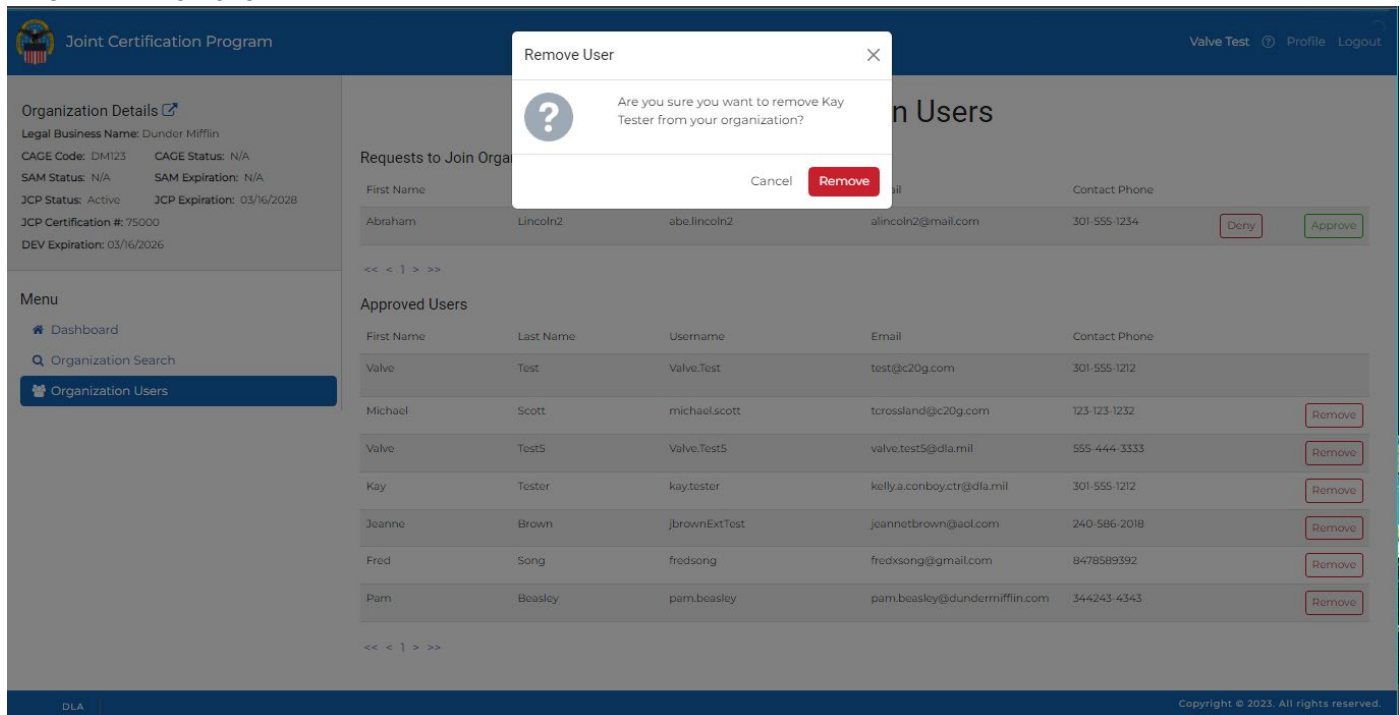 Joint Certification Program
Valve Test Profile Logout
Remove User
Are you sure you want to remove Kay
Tester from your organization?
Cancel Remove
Organization Details
Legal Business Name: Dunder Mifflin
CAGE Code: DM123 CAGE Status: N/A
SAM Status: N/A SAM Expiration: N/A
JCP Status: Active JCP Expiration: 03/16/2028
JCP Certification #: 75000
DEV Expiration: 03/16/2026
Menu
Dashboard
Organization Search
Organization Users
n Users
Requests to Join Orga
First Name Contact Phone
Abraham Lincoln2 abe.lincoln2 alincoln2@mail.com 301-555-1234 Deny Approve
<< < 1 > >>
Approved Users
First Name Last Name Username Email Contact Phone
Valve Test Valve.Test test@c20g.com 301-555-1212
Michael Scott michael.scott tcrossland@c20g.com 123-123-1232 Remove
Valve Test5 Valve.Test5 valve.test5@dla.mil 555-444-3333 Remove
Kay Tester kay.tester kelly.a.conboy.ctr@dla.mil 301-555-1212 Remove
Jeanne Brown jbrownExtTest jeannetbrown@aol.com 240-586-2018 Remove
Fred Song fredsong fredxsong@gmail.com 8478589392 Remove
Pam Beasley pam.beasley pam.beasley@dundermifflin.com 344243-4343 Remove
<< < 1 > >>
DLA
Copyright © 2023. All rights reserved.